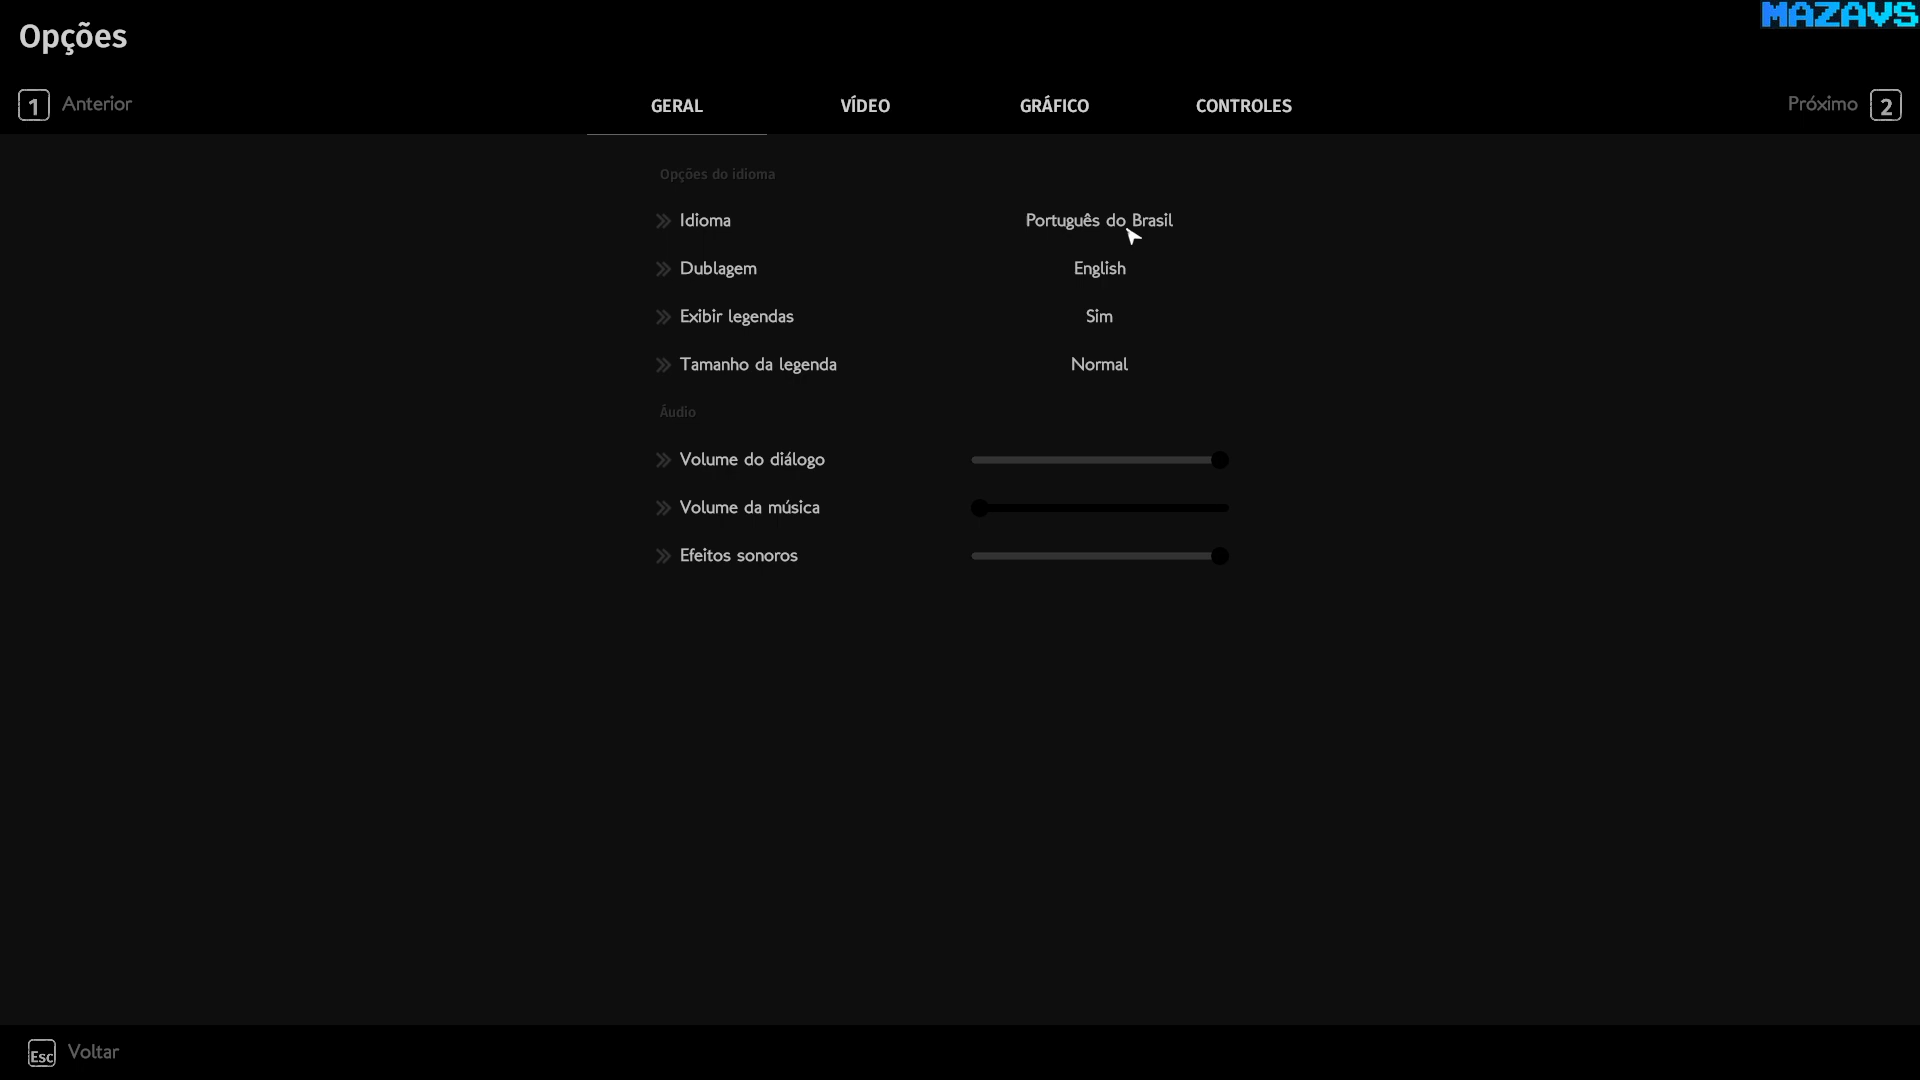 MAZAVS
Opções
1 Anterior
GERAL VÍDEO GRÁFICO CONTROLES
Próximo 2
Opções do idioma
Idioma Português do Brasil
Dublagem English
Exibir legendas Sim
Tamanho da legenda Normal
Áudio
Volume do diálogo
Volume da música
Efeitos sonoros
Esc Voltar